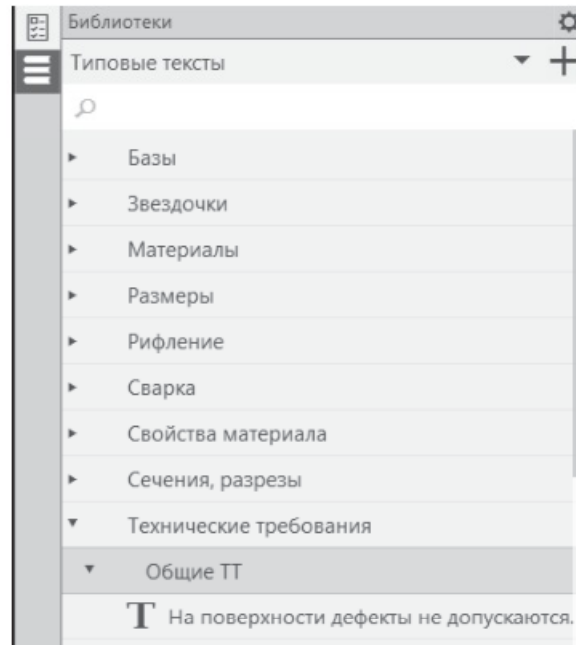 Библиотеки
Типовые тексты
Базы
Звездочки
Материалы
Размеры
Рифление
Сварка
Свойства материала
Сечения, разрезы
Технические требования
Общие ТТ
T На поверхности дефекты не допускаются.